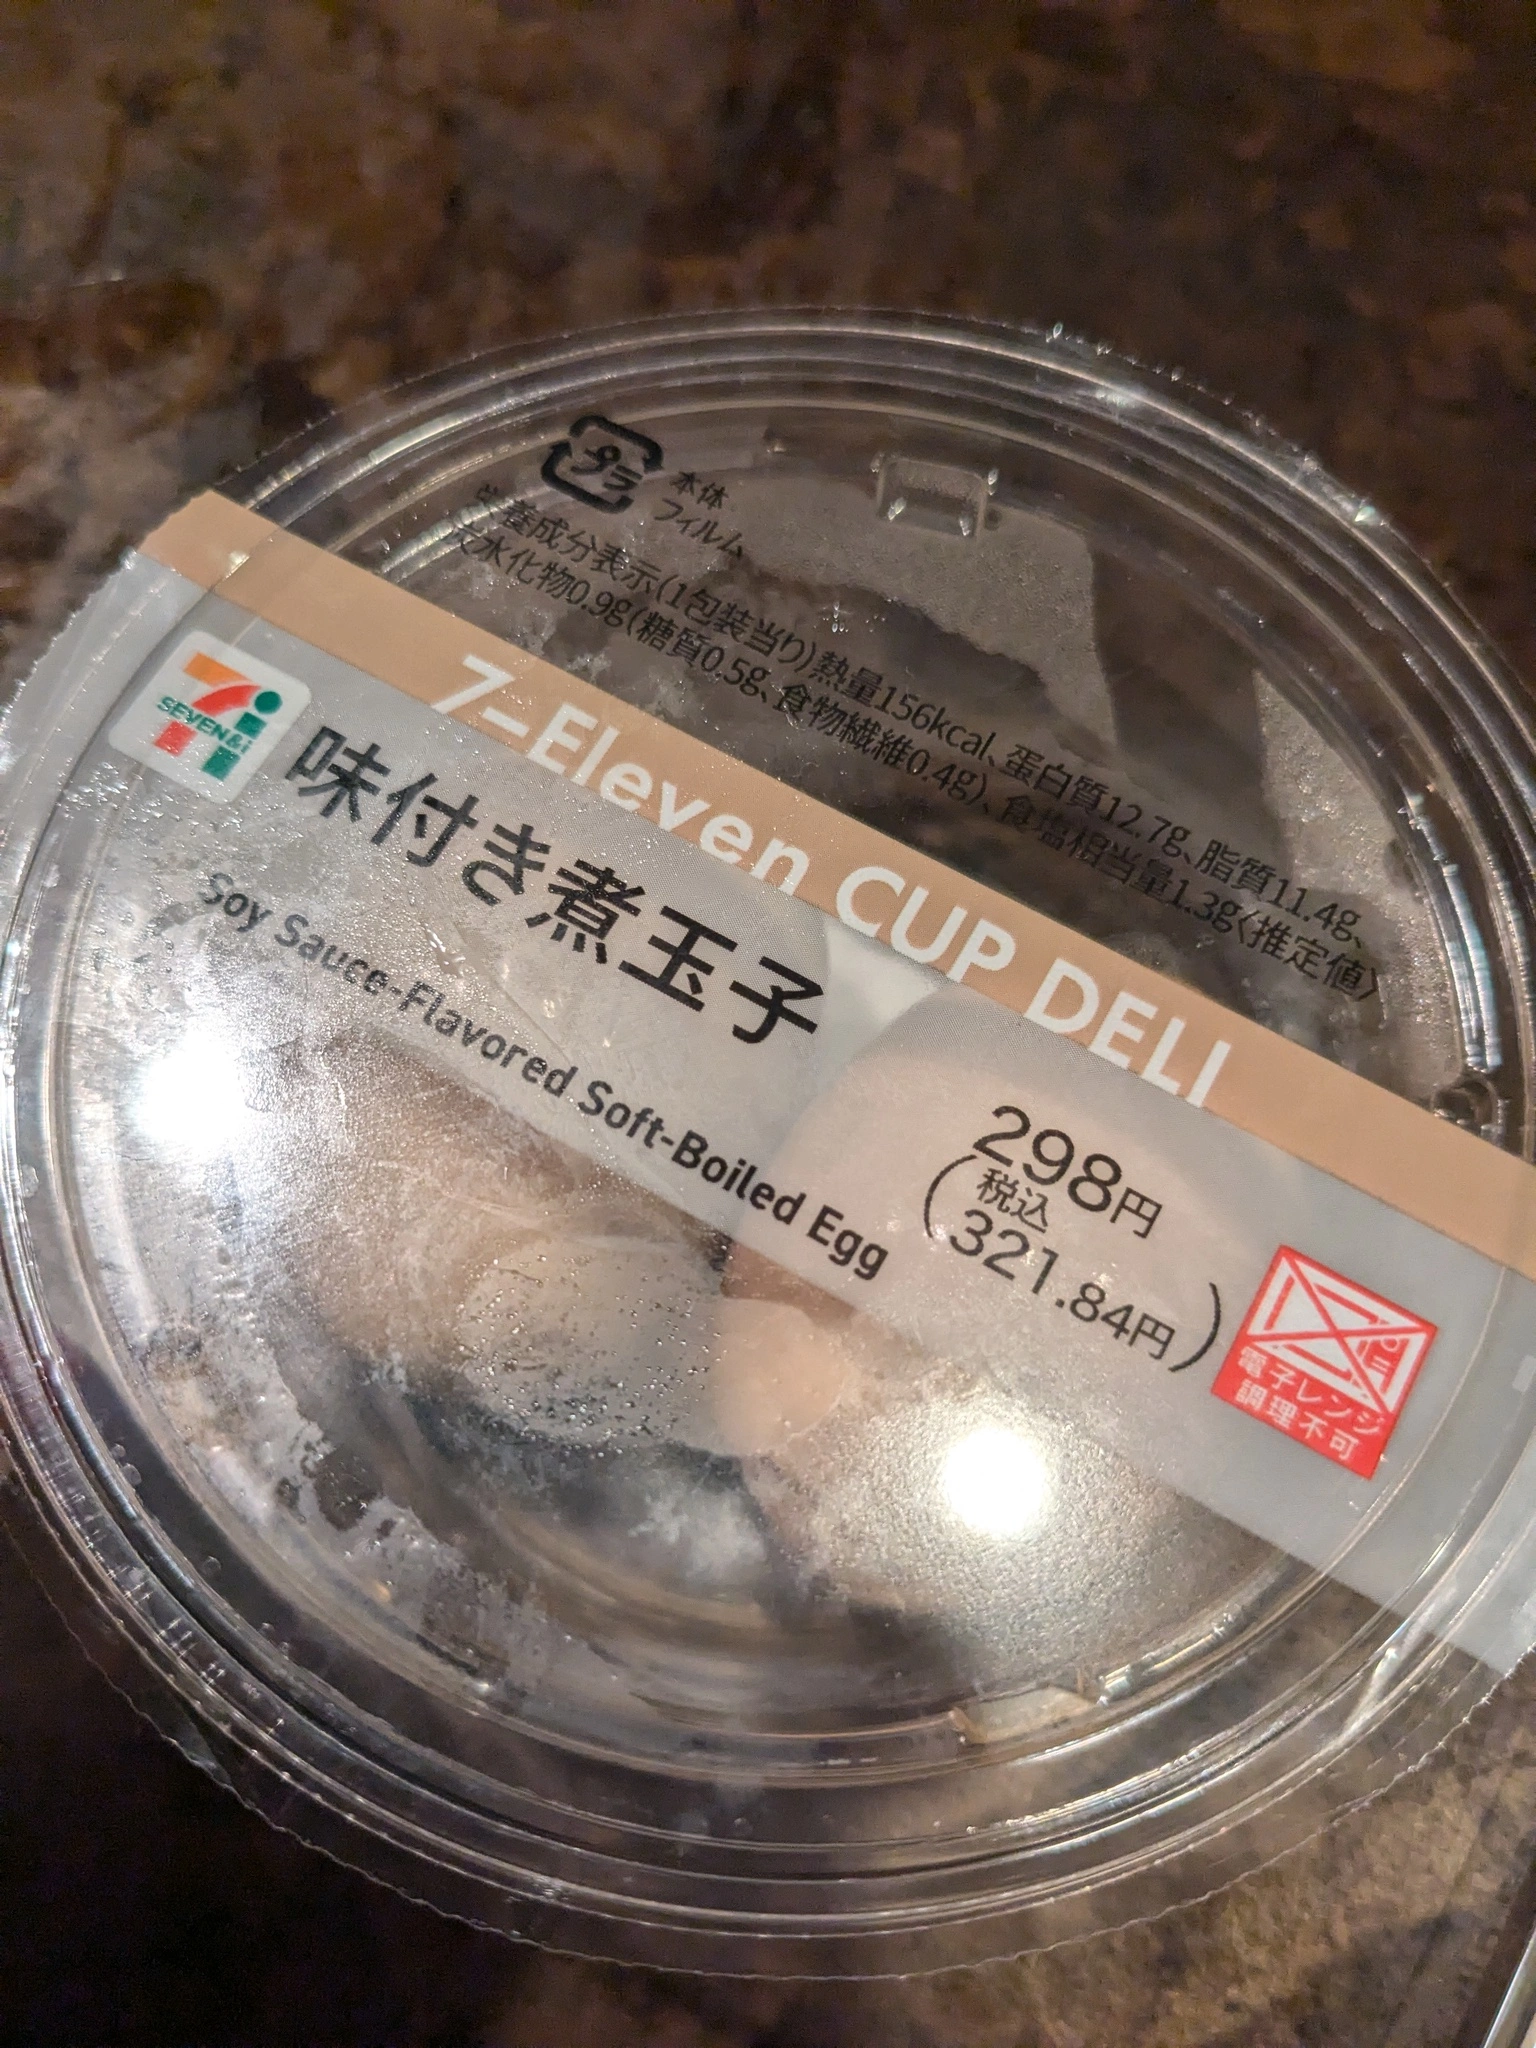 プラ
本体
フィルム
栄養成分表示(1包装当り)熱量156kcal、蛋白質12.7g、脂質11.4g、
炭水化物0.9g(糖質0.5g、食物繊維0.4g)、食塩相当量1.3g〈推定値〉
7-Eleven CUP DELI
SEVEN&i
味付き煮玉子
Soy Sauce-Flavored Soft-Boiled Egg
298円
(税込
321.84円)
電子レンジ
調理不可